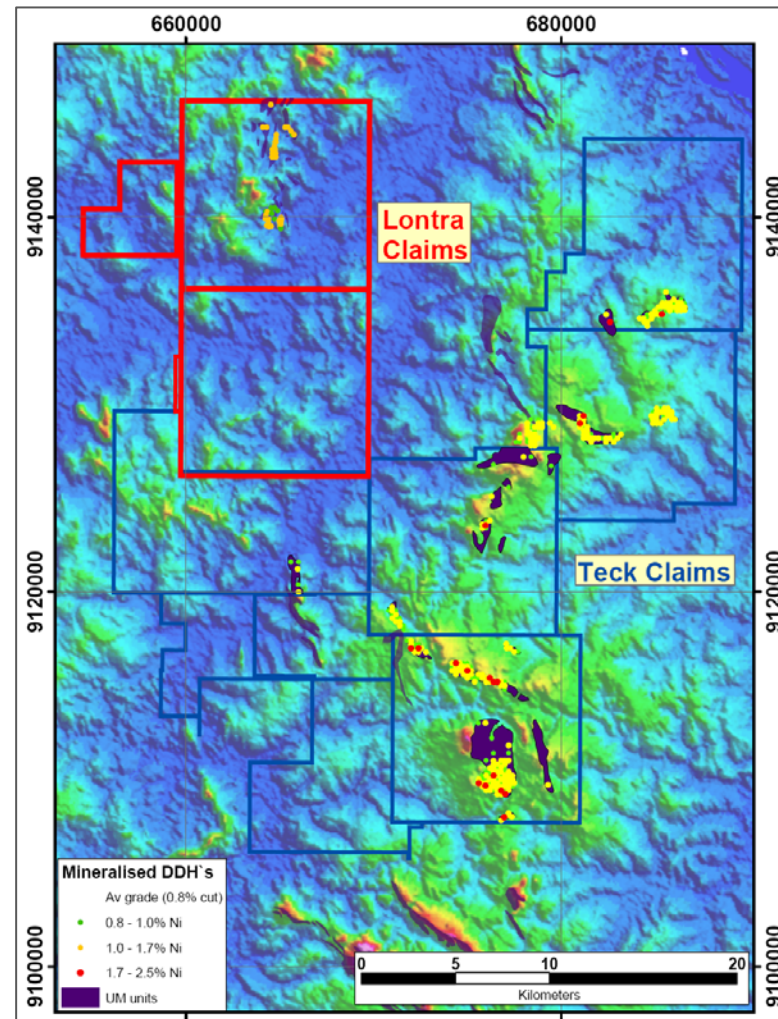 660000
680000
9140000
9140000
Lontra
Claims
Teck Claims
9120000
9120000
9100000
9100000
Mineralised DDH`s
Av grade (0.8% cut)
0.8 - 1.0% Ni
1.0 - 1.7% Ni
1.7 - 2.5% Ni
UM units
0 5 10 20
Kilometers